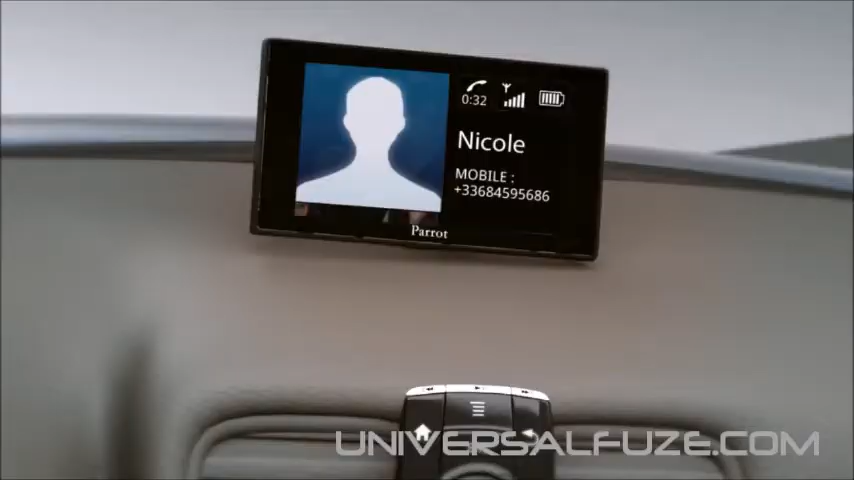 0:32
Nicole
MOBILE :
+33684595686
Parrot
UNIVERSALFUZE.COM